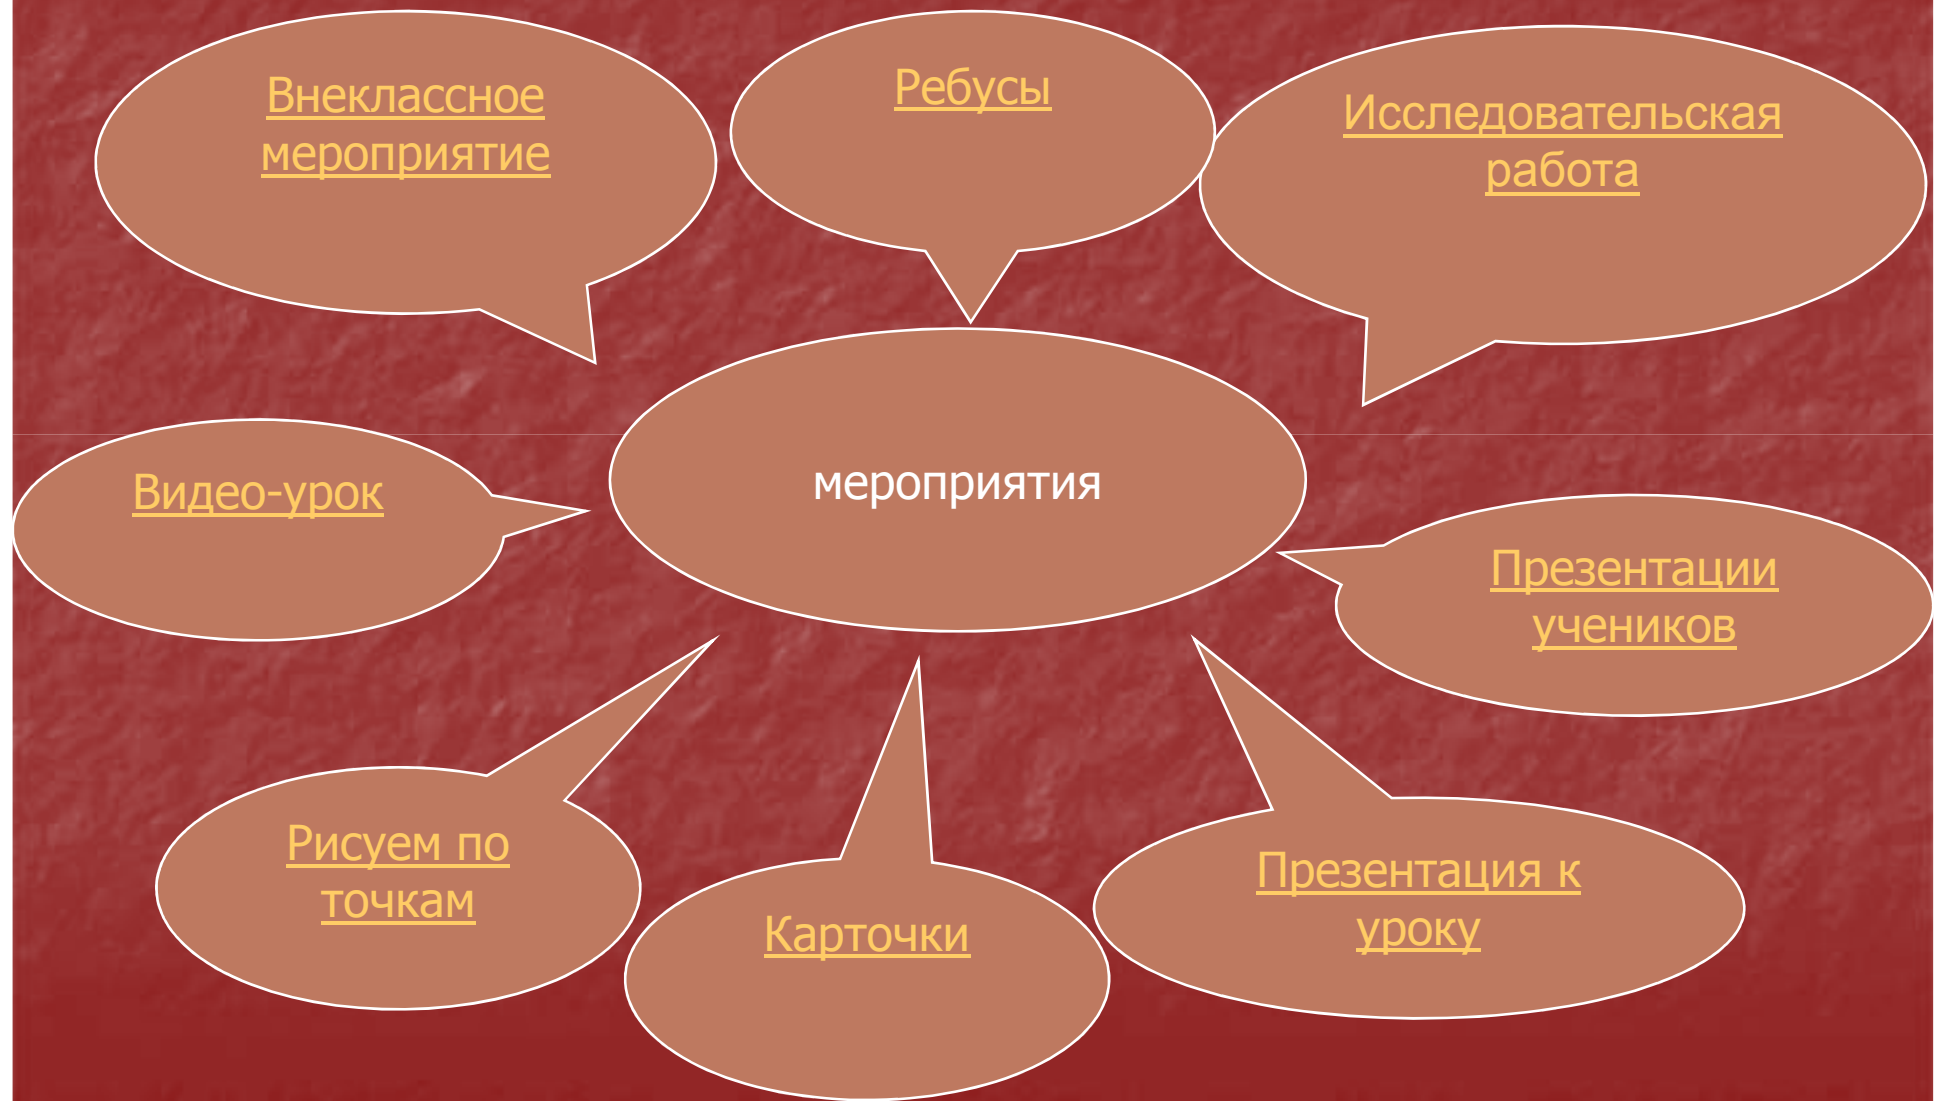 Внеклассное
мероприятие
Ребусы
Исследовательская
работа
Видео-урок
мероприятия
Презентации
учеников
Рисуем по
точкам
Карточки
Презентация к
уроку